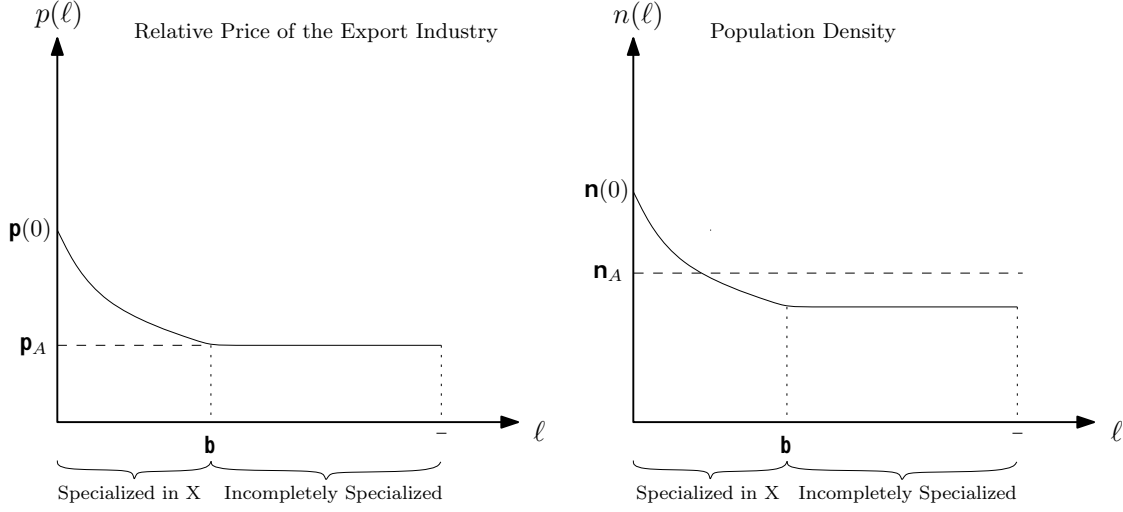 p(ℓ)
Relative Price of the Export Industry
p(0)
p_A
b
–
ℓ
Specialized in X
Incompletely Specialized
n(ℓ)
Population Density
n(0)
n_A
b
–
ℓ
Specialized in X
Incompletely Specialized